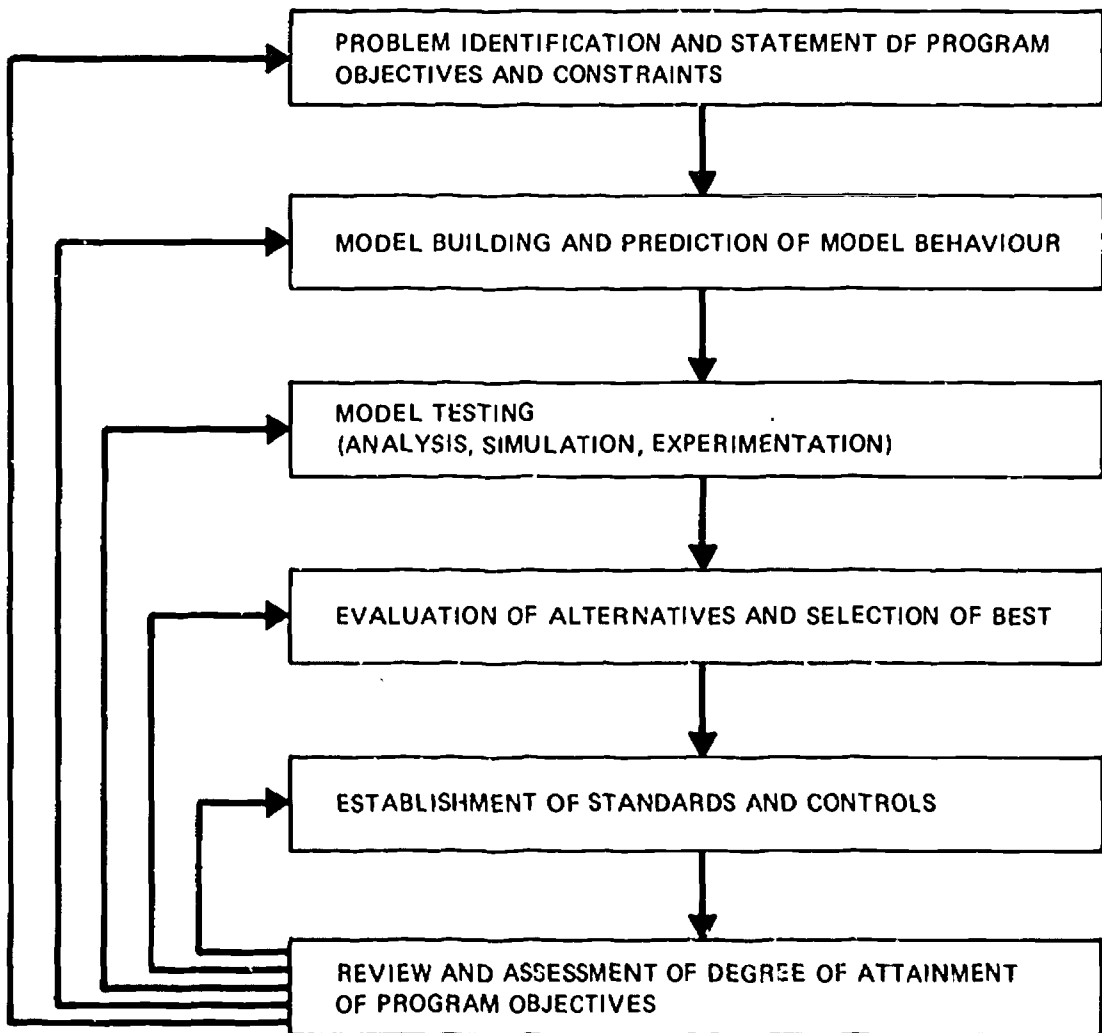 PROBLEM IDENTIFICATION AND STATEMENT OF PROGRAM
OBJECTIVES AND CONSTRAINTS
MODEL BUILDING AND PREDICTION OF MODEL BEHAVIOUR
MODEL TESTING
(ANALYSIS, SIMULATION, EXPERIMENTATION)
EVALUATION OF ALTERNATIVES AND SELECTION OF BEST
ESTABLISHMENT OF STANDARDS AND CONTROLS
REVIEW AND ASSESSMENT OF DEGREE OF ATTAINMENT
OF PROGRAM OBJECTIVES